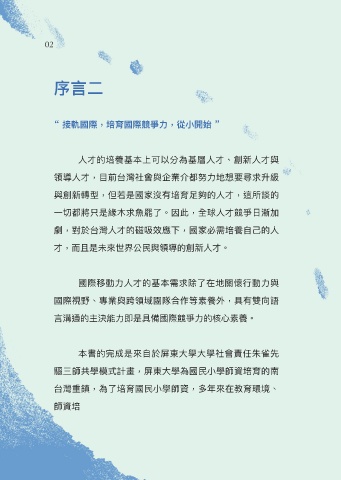 02
序言二
“ 接軌國際，培育國際競爭力，從小開始 ”
人才的培養基本上可以分為基層人才、創新人才與
領導人才，目前台灣社會與企業介都努力地想要尋求升級
與創新轉型，但若是國家沒有培育足夠的人才，這所談的
一切都將只是緣木求魚罷了。因此，全球人才競爭日漸加
劇，對於台灣人才的磁吸效應下，國家必需培養自己的人
才，而且是未來世界公民與領導的創新人才。
國際移動力人才的基本需求除了在地關懷行動力與
國際視野、專業與跨領域團隊合作等素養外，具有雙向語
言溝通的主決能力即是具備國際競爭力的核心素養。
本書的完成是來自於屏東大學大學社會責任朱雀先
驅三師共學模式計畫，屏東大學為國民小學師資培育的南
台灣重鎮，為了培育國民小學師資，多年來在教育環境、
師資培